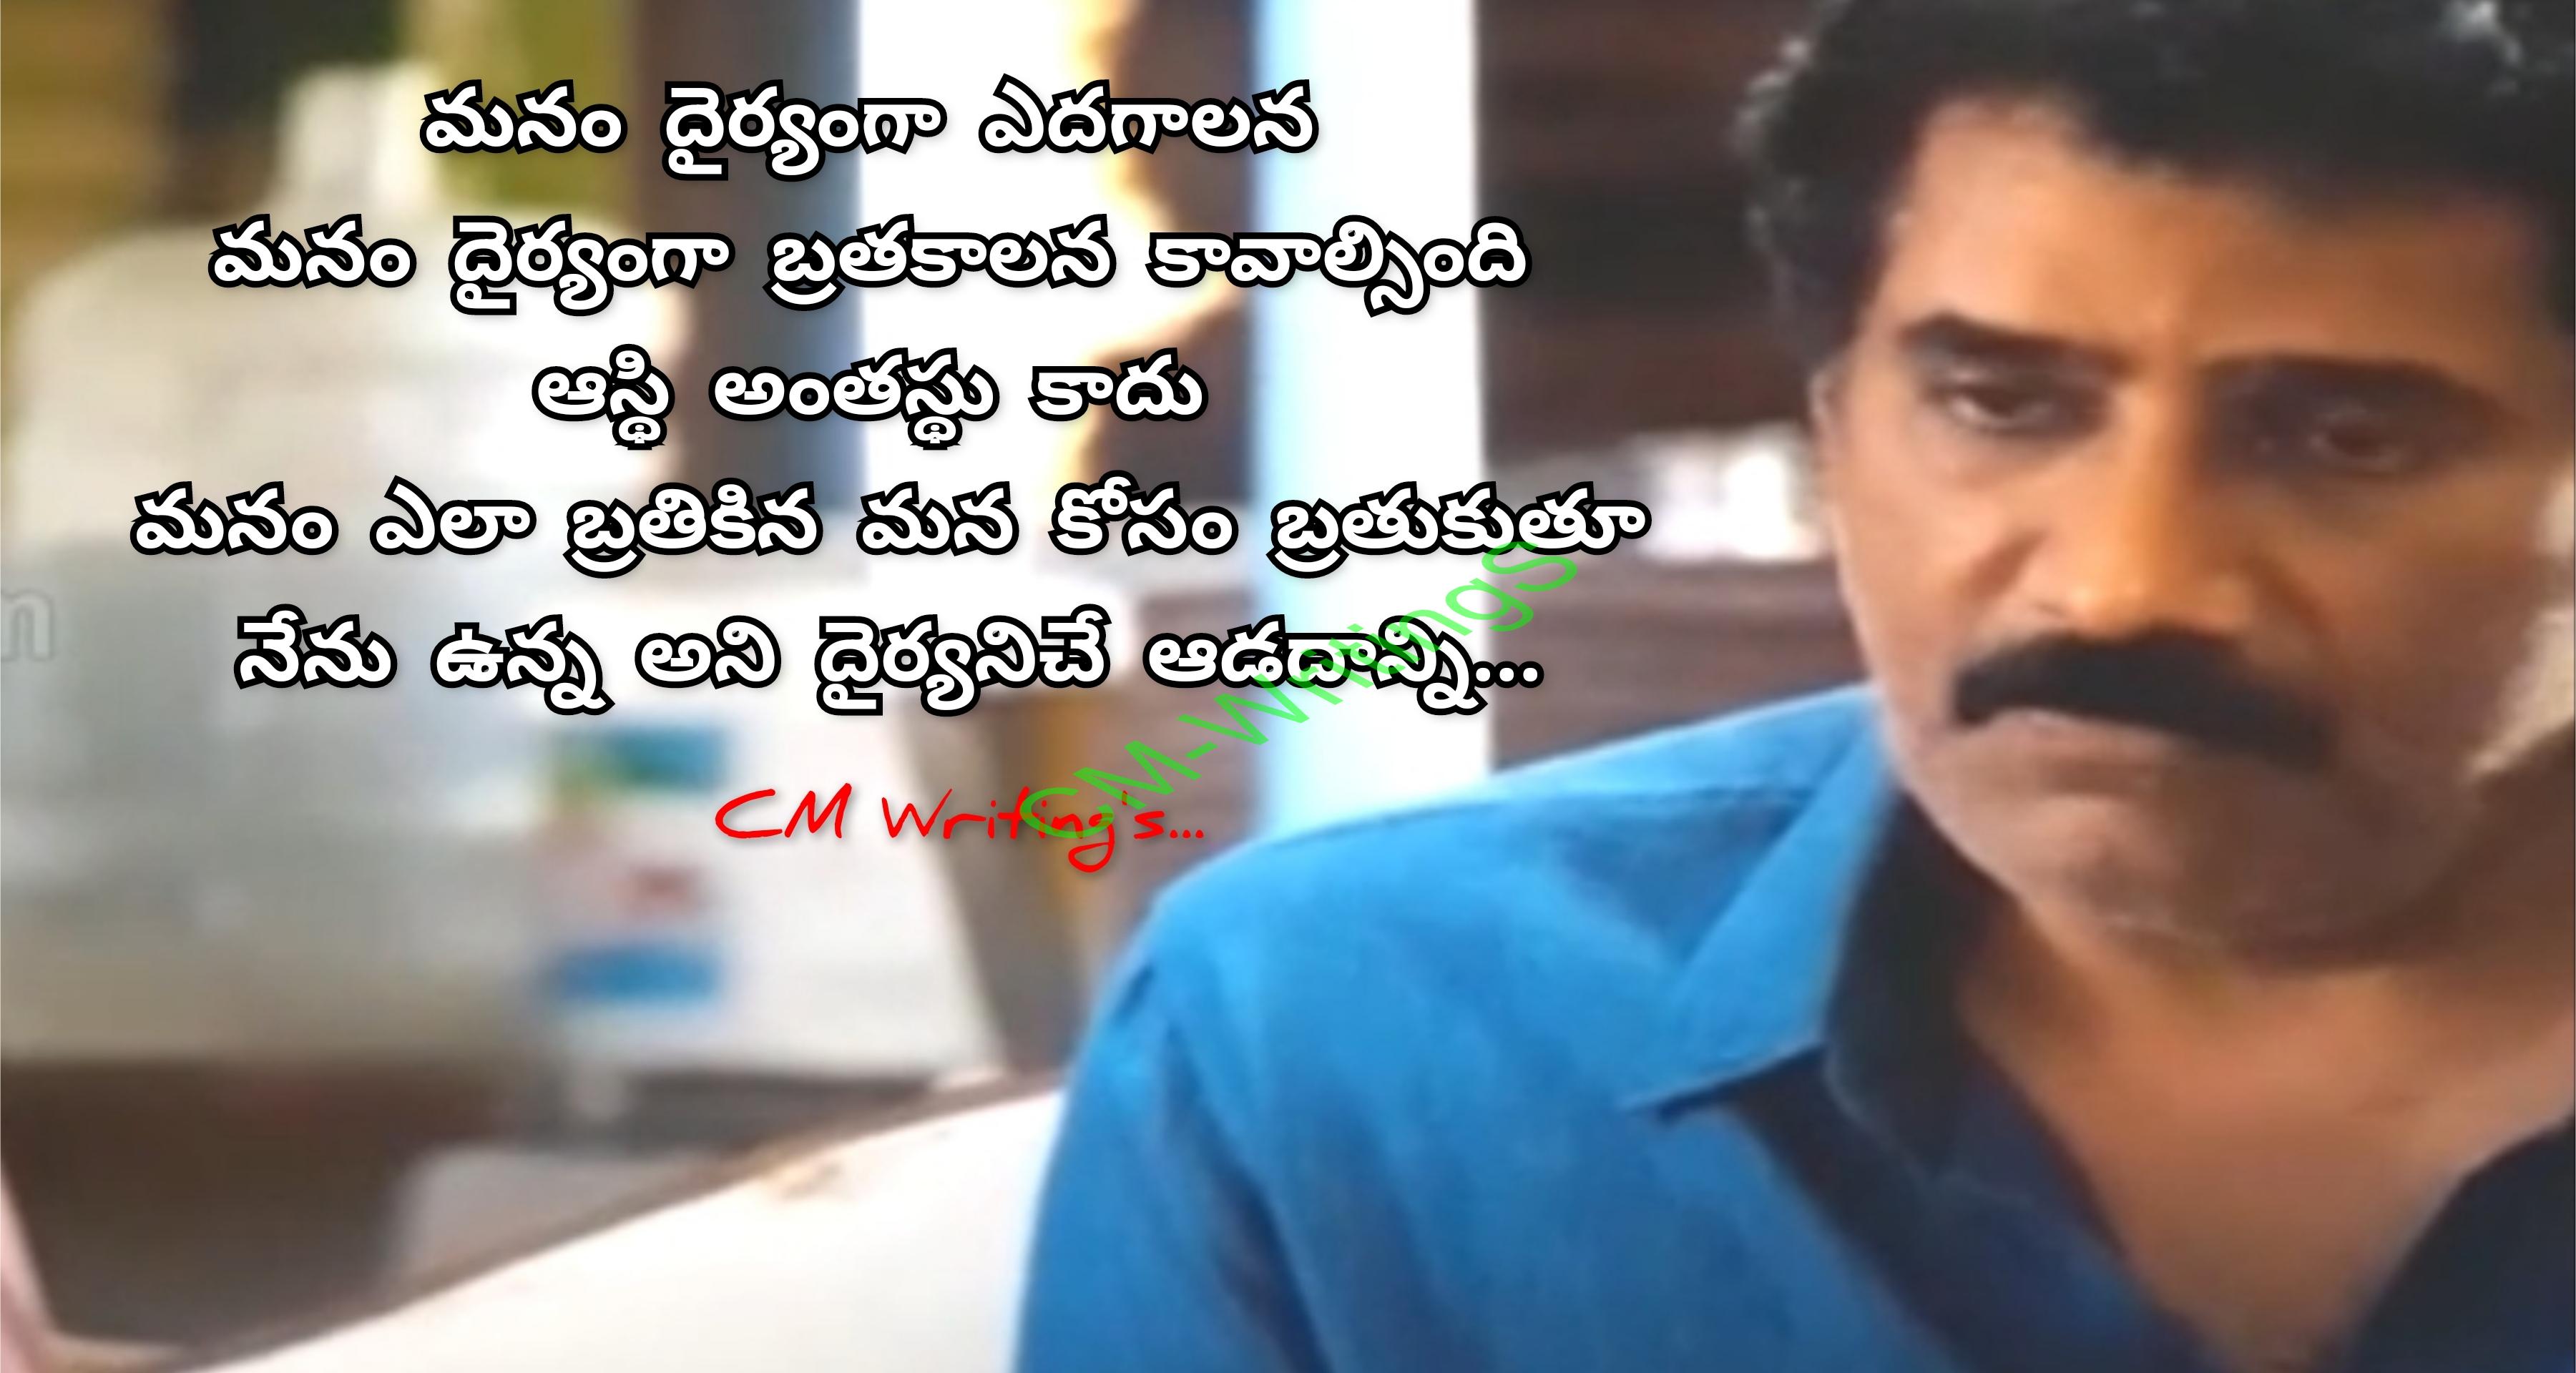 మనం దైర్యంగా ఎదగాలన
మనం దైర్యంగా బ్రతకాలన కావాల్సింది
ఆస్థి అంతస్థు కాదు
మనం ఎలా బ్రతికిన మన కోసం బ్రతుకుతూ
నేను ఉన్న అని దైర్యనిచే ఆడదాన్ని...
CM Writing's...
CM-WritingS